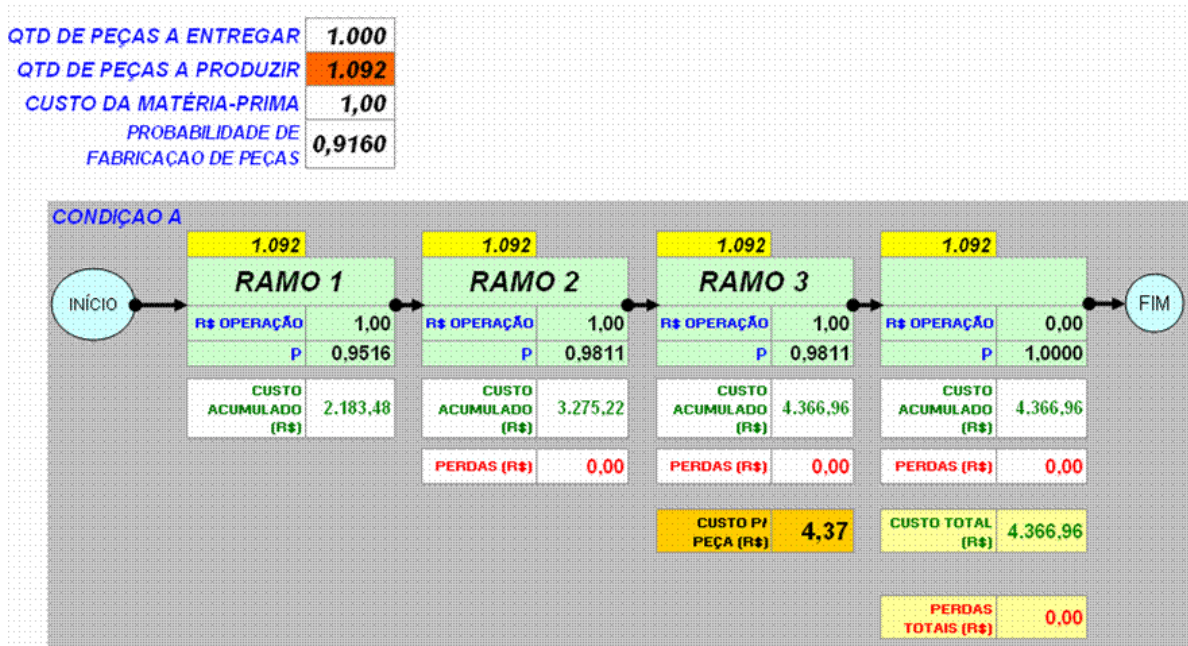 QTD DE PEÇAS A ENTREGAR 1.000
QTD DE PEÇAS A PRODUZIR 1.092
CUSTO DA MATÉRIA-PRIMA 1,00
PROBABILIDADE DE
FABRICAÇAO DE PEÇAS 0,9160
CONDIÇAO A
1.092 1.092 1.092 1.092
RAMO 1 RAMO 2 RAMO 3
INÍCIO FIM
R$ OPERAÇÃO 1,00 R$ OPERAÇÃO 1,00 R$ OPERAÇÃO 1,00 R$ OPERAÇÃO 0,00
P 0,9516 P 0,9811 P 0,9811 P 1,0000
CUSTO CUSTO CUSTO CUSTO
ACUMULADO 2.183,48 ACUMULADO 3.275,22 ACUMULADO 4.366,96 ACUMULADO 4.366,96
(R$) (R$) (R$) (R$)
PERDAS (R$) 0,00 PERDAS (R$) 0,00 PERDAS (R$) 0,00
CUSTO P/ CUSTO TOTAL
PEÇA (R$) 4,37 (R$) 4.366,96
PERDAS
TOTAIS (R$) 0,00